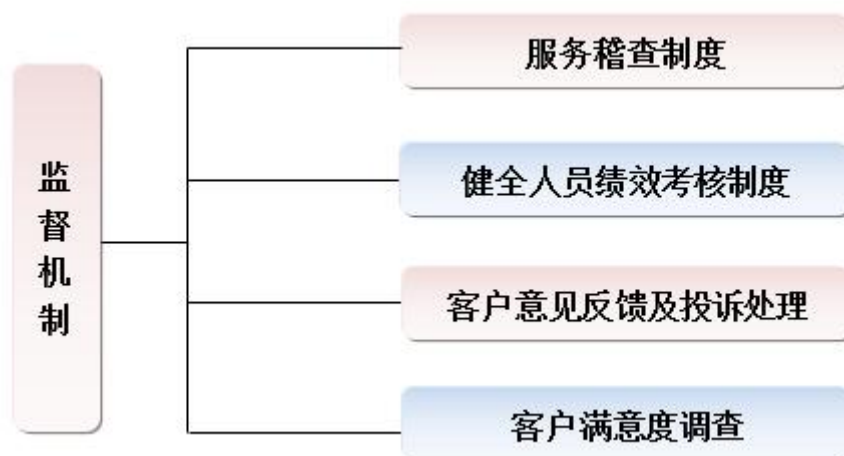 监督机制
服务稽查制度
健全人员绩效考核制度
客户意见反馈及投诉处理
客户满意度调查